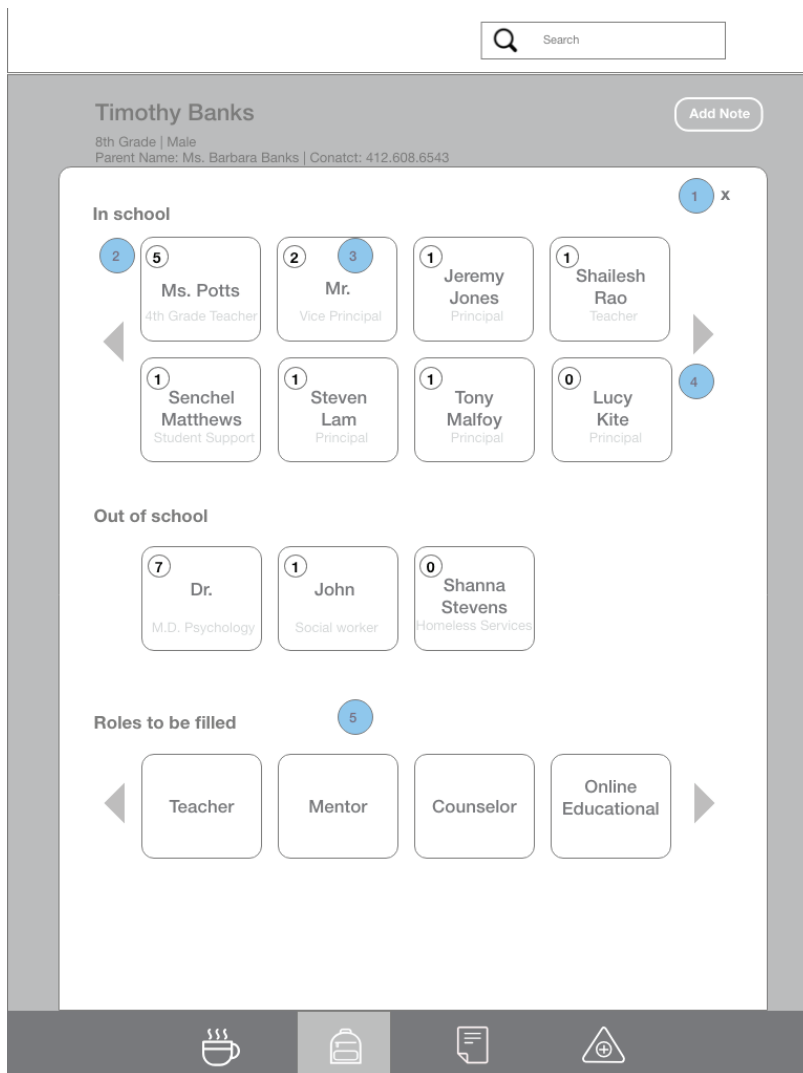 Search
Timothy Banks
Add Note
8th Grade | Male
Parent Name: Ms. Barbara Banks | Conatct: 412.608.6543
1
x
In school
2
5
Ms. Potts
4th Grade Teacher
2
3
Mr.
Vice Principal
1
Jeremy
Jones
Principal
1
Shailesh
Rao
Teacher
1
Senchel
Matthews
Student Support
1
Steven
Lam
Principal
1
Tony
Malfoy
Principal
0
Lucy
Kite
Principal
4
Out of school
7
Dr.
M.D. Psychology
1
John
Social worker
0
Shanna
Stevens
Homeless Services
Roles to be filled
5
Teacher
Mentor
Counselor
Online
Educational